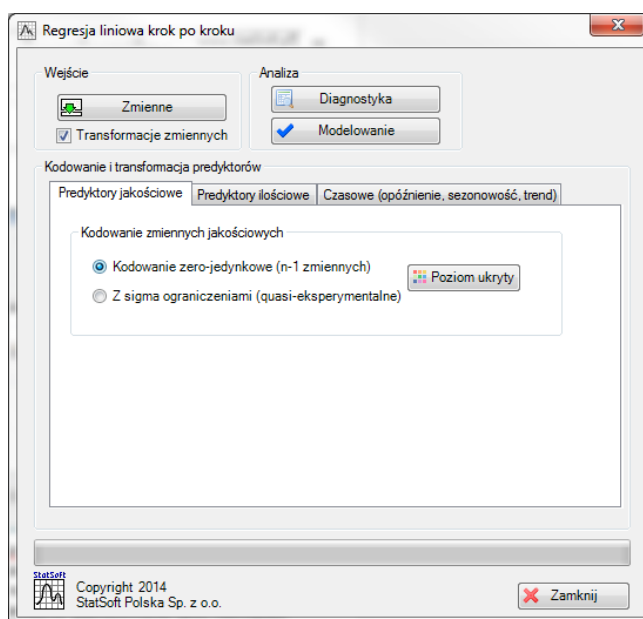 Regresja liniowa krok po kroku
Wejście
Analiza
Zmienne
Diagnostyka
Transformacje zmiennych
Modelowanie
Kodowanie i transformacja predyktorów
Predyktory jakościowe
Predyktory ilościowe
Czasowe (opóźnienie, sezonowość, trend)
Kodowanie zmiennych jakościowych
Kodowanie zero-jedynkowe (n-1 zmiennych)
Poziom ukryty
Z sigma ograniczeniami (quasi-eksperymentalne)
StatSoft
Copyright 2014
StatSoft Polska Sp. z o.o.
Zamknij